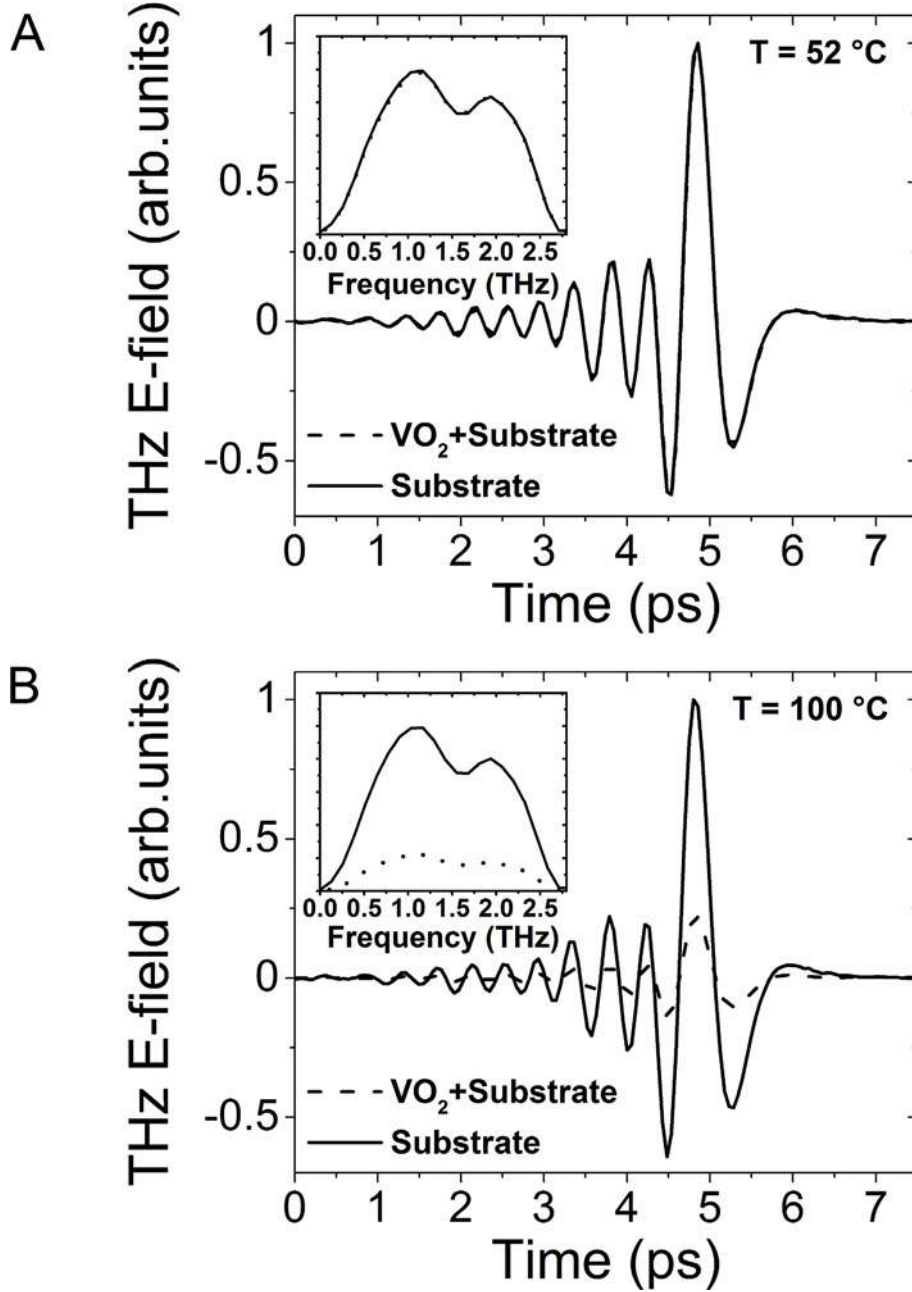 A
THz E-field (arb.units)
1
0.5
0
-0.5
T = 52 °C
0.0 0.5 1.0 1.5 2.0 2.5
Frequency (THz)
VO₂+Substrate
Substrate
0 1 2 3 4 5 6 7
Time (ps)
B
THz E-field (arb.units)
1
0.5
0
-0.5
T = 100 °C
0.0 0.5 1.0 1.5 2.0 2.5
Frequency (THz)
VO₂+Substrate
Substrate
0 1 2 3 4 5 6 7
Time (ps)